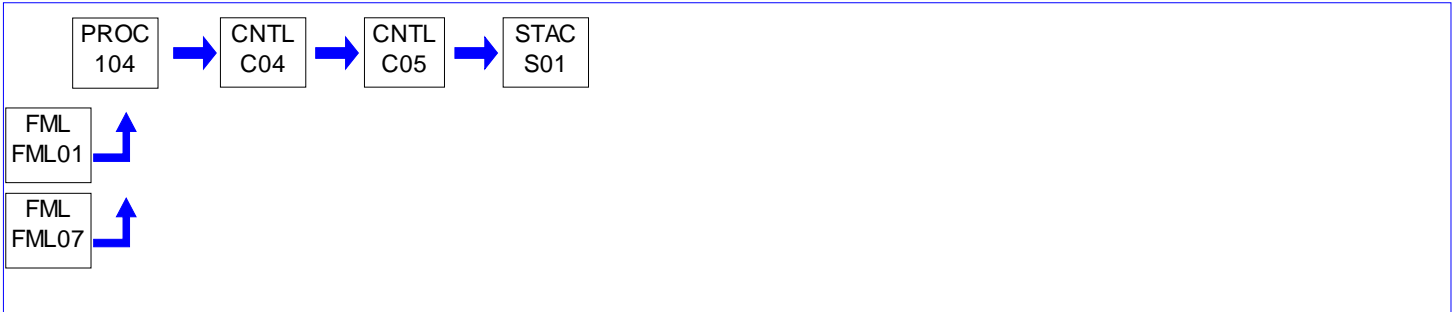 PROC
104
CNTL
C04
CNTL
C05
STAC
S01
FML
FML01
FML
FML07